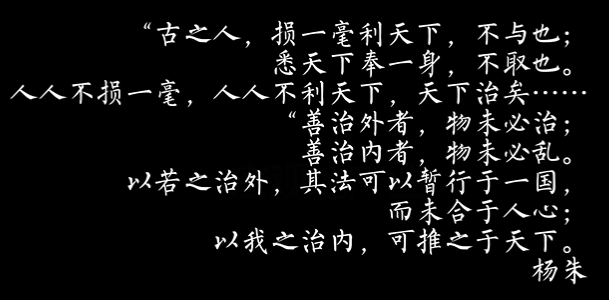 “古之人，损一毫利天下，不与也；
悉天下奉一身，不取也。
人人不损一毫，人人不利天下，天下治矣……
“善治外者，物未必治；
善治内者，物未必乱。
以若之治外，其法可以暂行于一国，
而未合于人心；
以我之治内，可推之于天下。
杨朱